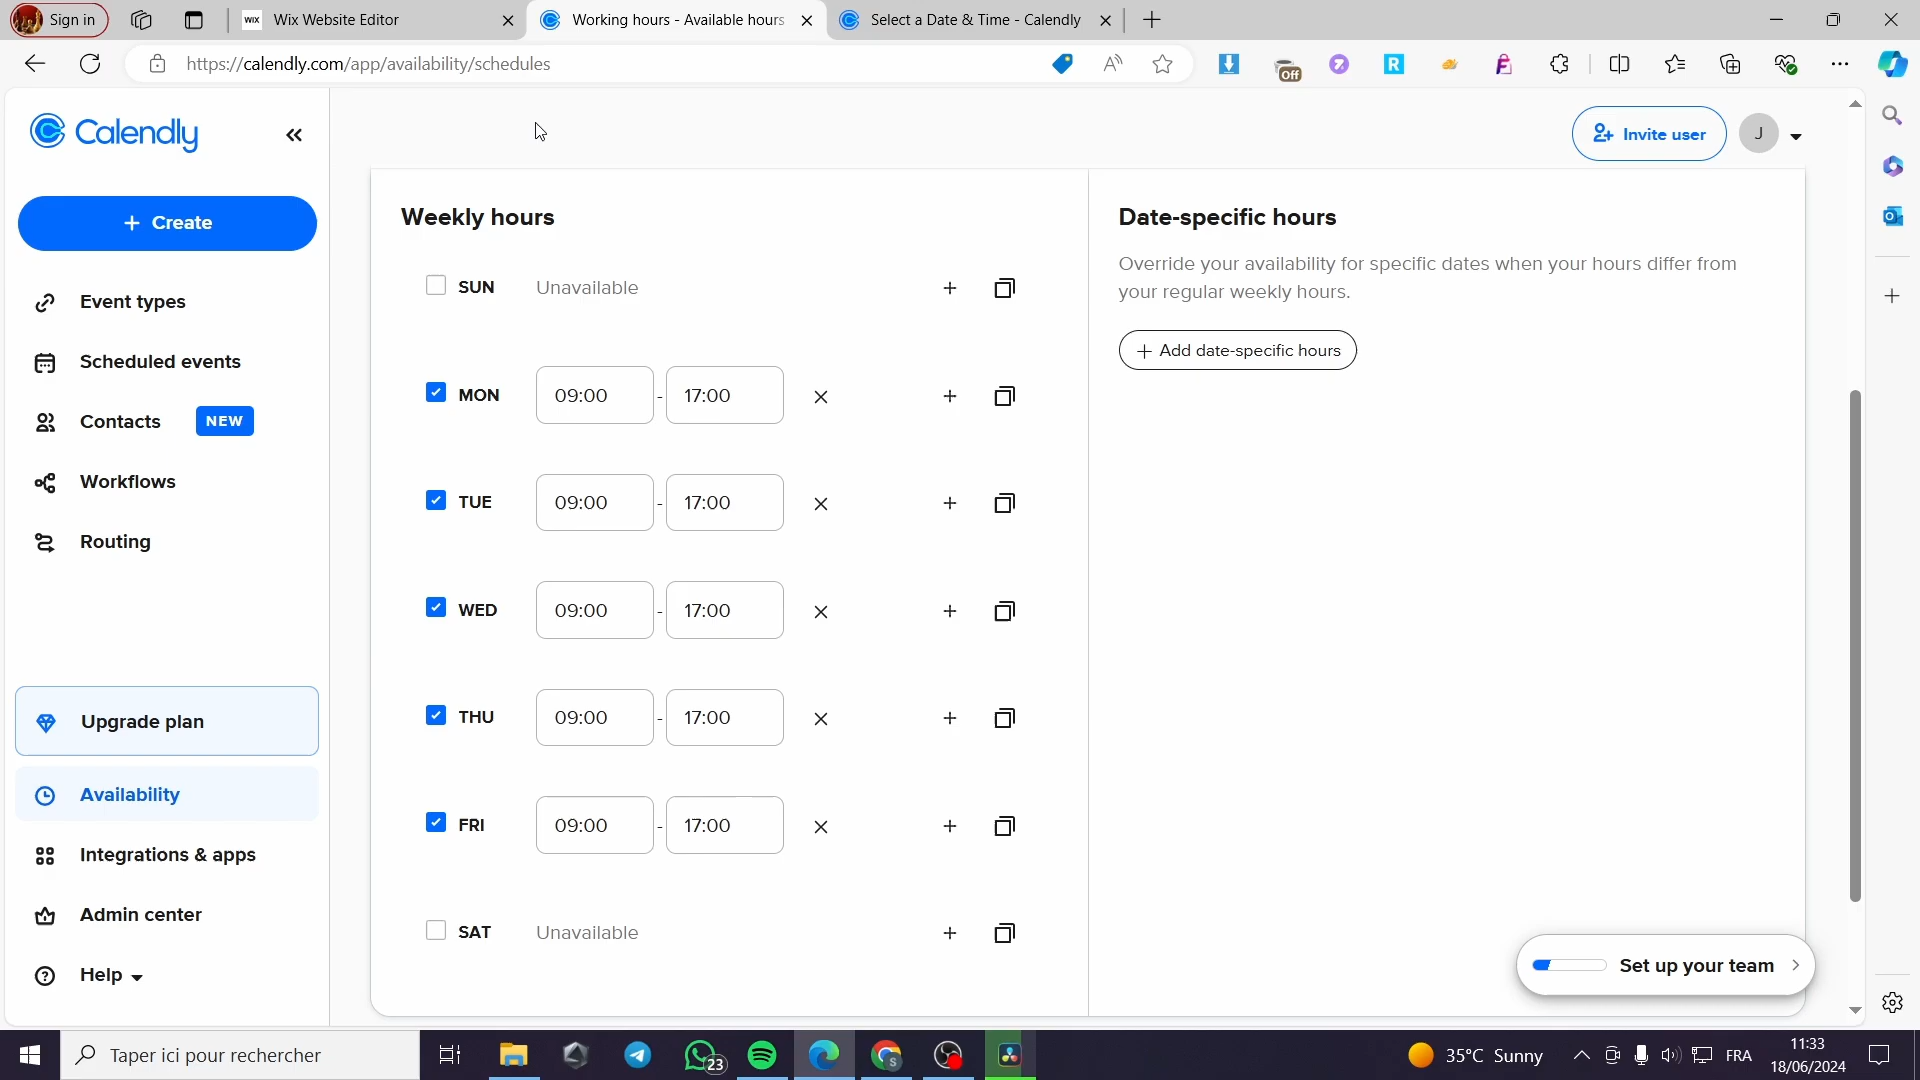 Sign in
WIX Wix Website Editor
Working hours - Available hours
Select a Date & Time - Calendly
https://calendly.com/app/availability/schedules
Off
Calendly
Invite user
J
+ Create
Event types
Scheduled events
Contacts NEW
Workflows
Routing
Upgrade plan
Availability
Integrations & apps
Admin center
Help
Weekly hours
SUN Unavailable
MON 09:00 - 17:00
TUE 09:00 - 17:00
WED 09:00 - 17:00
THU 09:00 - 17:00
FRI 09:00 - 17:00
SAT Unavailable
Date-specific hours
Override your availability for specific dates when your hours differ from
your regular weekly hours.
+ Add date-specific hours
Set up your team
Taper ici pour rechercher
23
35°C Sunny
FRA
11:33
18/06/2024